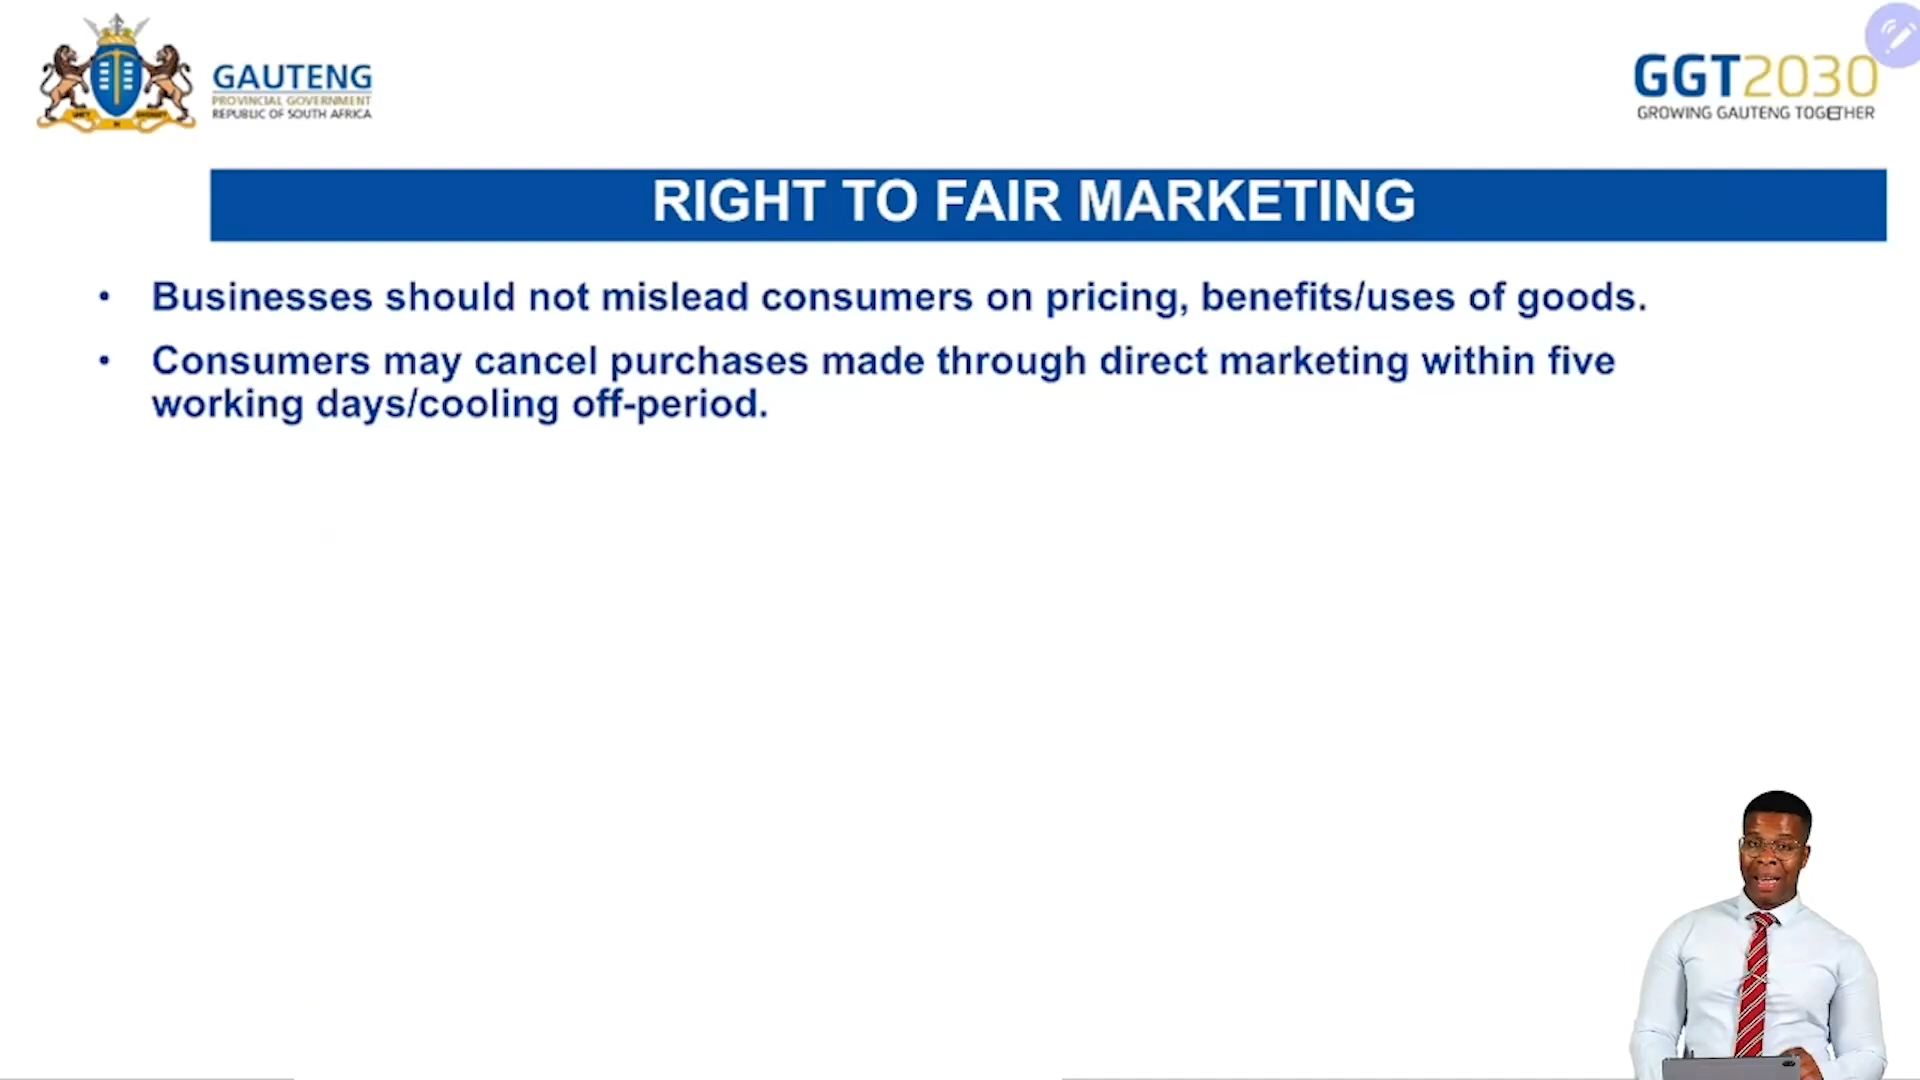 GAUTENG
PROVINCIAL GOVERNMENT
REPUBLIC OF SOUTH AFRICA
GGT2030
GROWING GAUTENG TOGETHER
RIGHT TO FAIR MARKETING
• Businesses should not mislead consumers on pricing, benefits/uses of goods.
• Consumers may cancel purchases made through direct marketing within five
working days/cooling off-period.